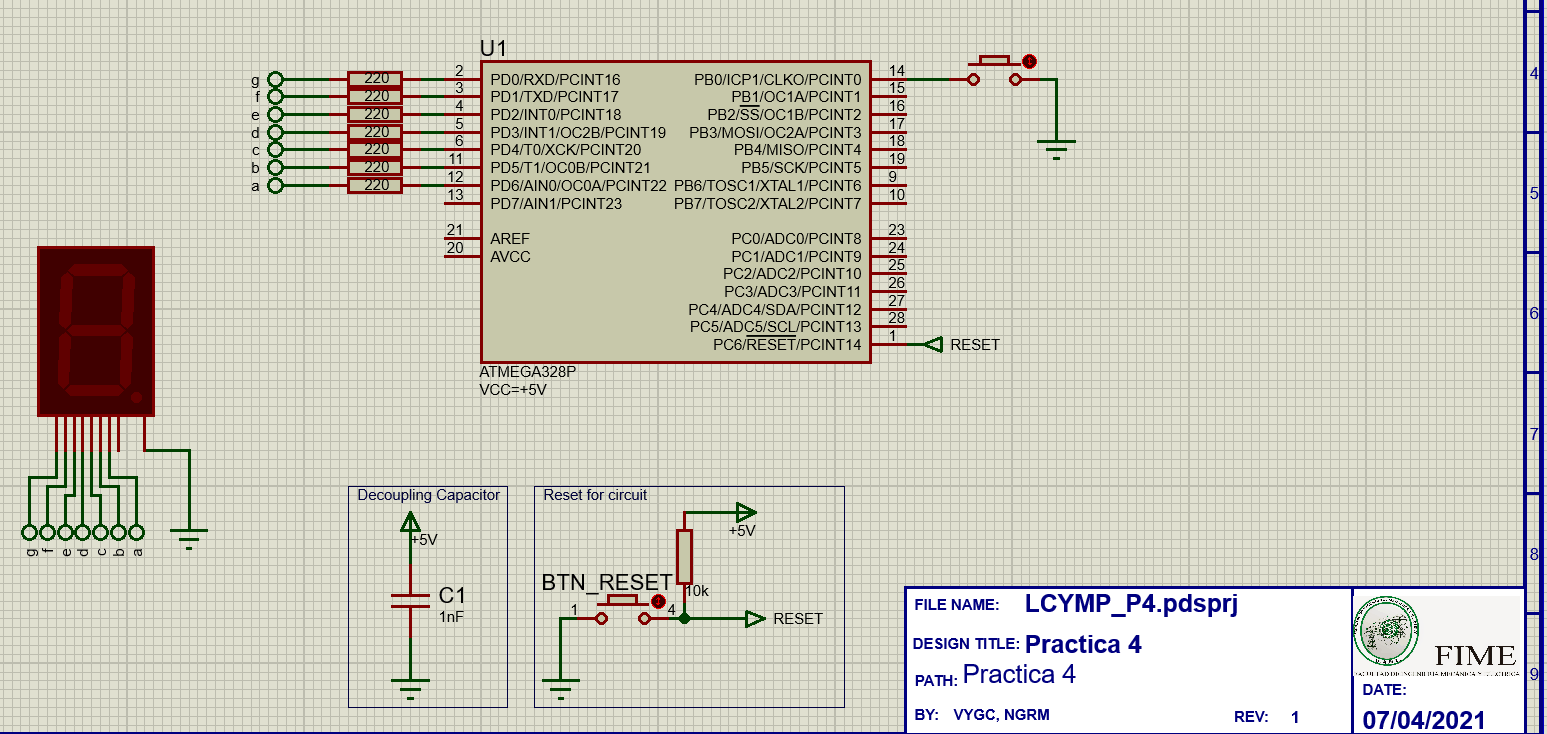 U1
g 220 2 PD0/RXD/PCINT16 PB0/ICP1/CLKO/PCINT0 14
f 220 3 PD1/TXD/PCINT17 PB1/OC1A/PCINT1 15
e 220 4 PD2/INT0/PCINT18 PB2/SS/OC1B/PCINT2 16
d 220 5 PD3/INT1/OC2B/PCINT19 PB3/MOSI/OC2A/PCINT3 17
c 220 6 PD4/T0/XCK/PCINT20 PB4/MISO/PCINT4 18
b 220 11 PD5/T1/OC0B/PCINT21 PB5/SCK/PCINT5 19
a 220 12 PD6/AIN0/OC0A/PCINT22 PB6/TOSC1/XTAL1/PCINT6 9
13 PD7/AIN1/PCINT23 PB7/TOSC2/XTAL2/PCINT7 10
21 AREF PC0/ADC0/PCINT8 23
20 AVCC PC1/ADC1/PCINT9 24
PC2/ADC2/PCINT10 25
PC3/ADC3/PCINT11 26
PC4/ADC4/SDA/PCINT12 27
PC5/ADC5/SCL/PCINT13 28
PC6/RESET/PCINT14 1 RESET
ATMEGA328P
VCC=+5V
g f e d c b a
Decoupling Capacitor
+5V
C1
1nF
Reset for circuit
+5V
BTN_RESET
10k
1 4 RESET
4
5
6
7
8
9
FILE NAME: LCYMP_P4.pdsprj
DESIGN TITLE: Practica 4
PATH: Practica 4
BY: VYGC, NGRM REV: 1
FIME
FACULTAD DE INGENIERIA MECÁNICA Y ELÉCTRICA
DATE:
07/04/2021